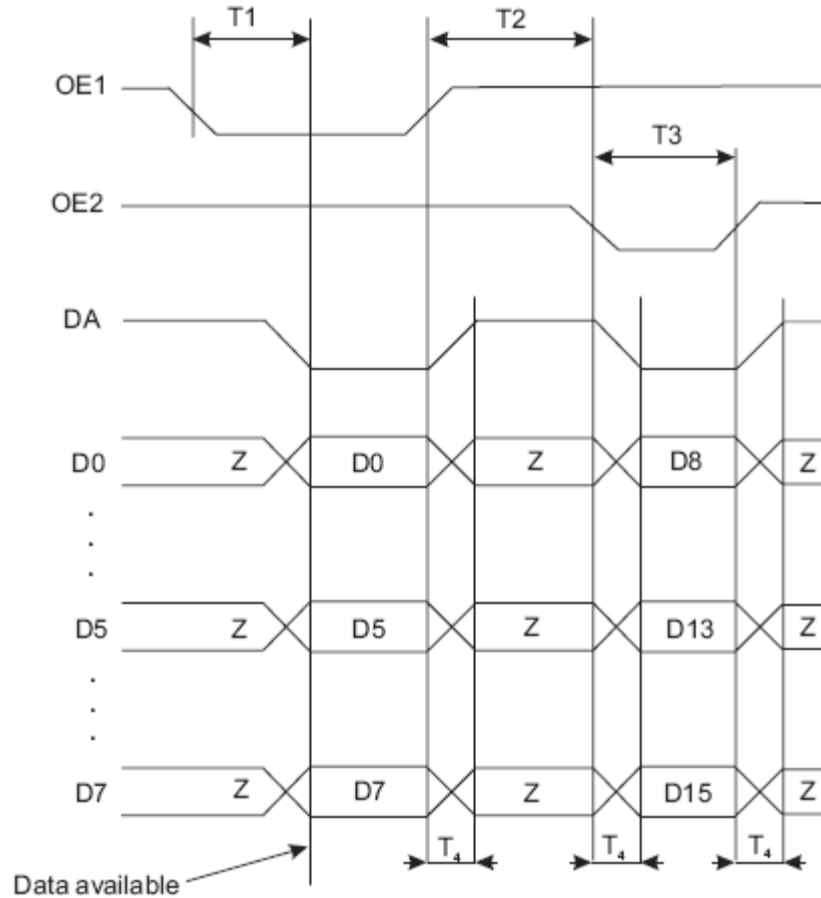 T1 T2
OE1
T3
OE2
DA
D0 Z D0 Z D8 Z
D5 Z D5 Z D13 Z
D7 Z D7 Z D15 Z
T4 T4 T4
Data available